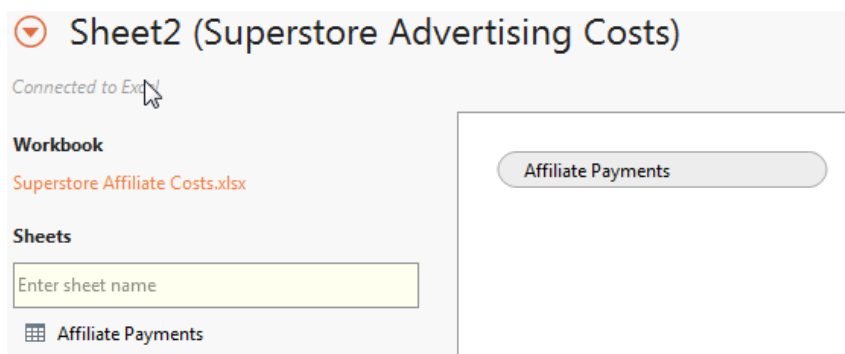 Sheet2 (Superstore Advertising Costs)
Connected to Excel
Workbook
Superstore Affiliate Costs.xlsx
Affiliate Payments
Sheets
Enter sheet name
Affiliate Payments